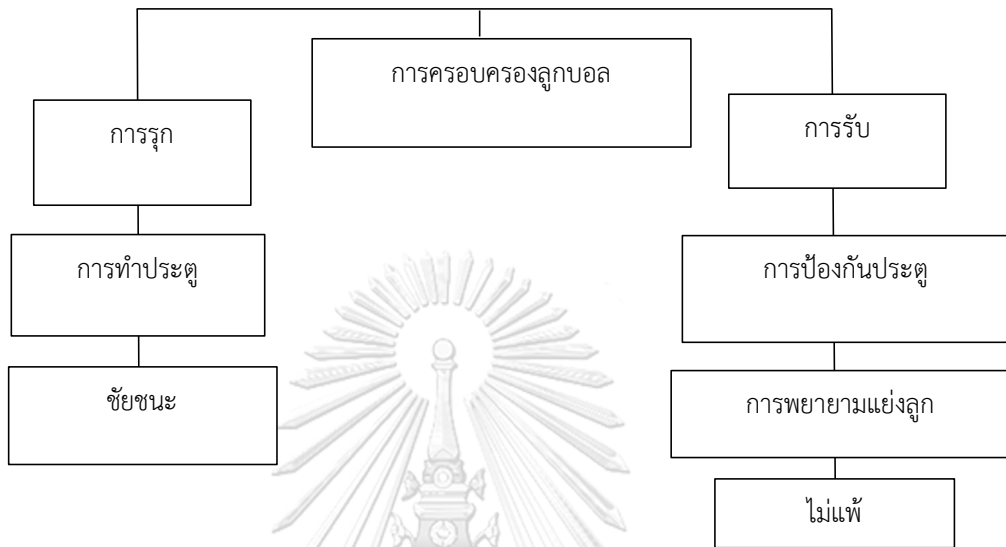 การครอบครองลูกบอล
การรุก
การรับ
การทำประตู
การป้องกันประตู
ชัยชนะ
การพยายามแย่งลูก
ไม่แพ้